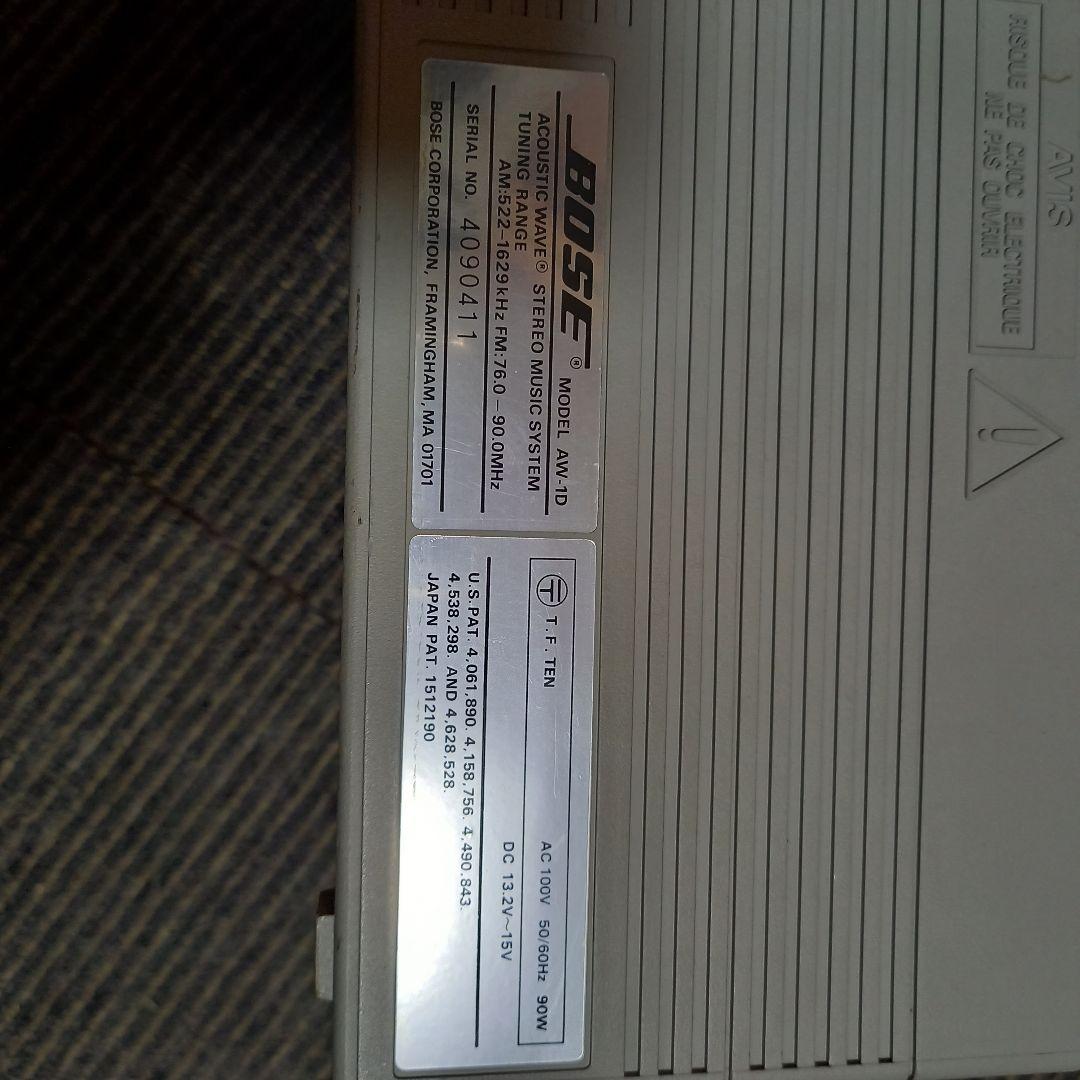 AVIS
RISQUE DE CHOC ELECTRIQUE
NE PAS OUVRIR
BOSE® MODEL AW-1D
ACOUSTIC WAVE® STEREO MUSIC SYSTEM
TUNING RANGE
AM:522-1629kHz FM:76.0-90.0MHz
SERIAL NO. 4090411
BOSE CORPORATION, FRAMINGHAM, MA 01701
T.F. TEN AC 100V 50/60Hz 90W
DC 13.2V~15V
U.S. PAT. 4,061,890. 4,158,756. 4,490,843.
4,538,298. AND 4,628,528.
JAPAN PAT. 1512190